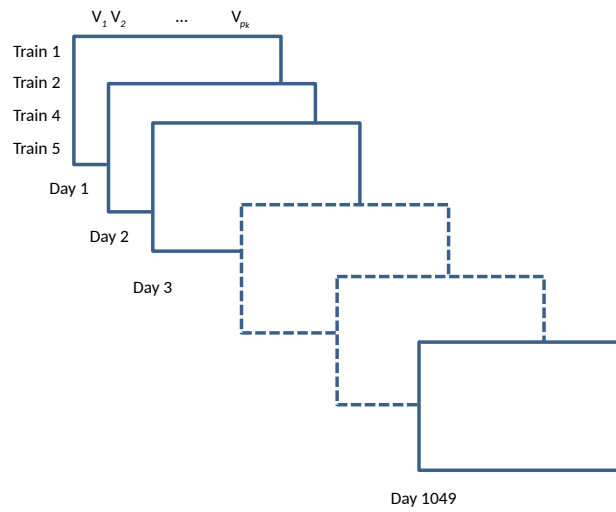 V1 V2 ... Vpk
Train 1
Train 2
Train 4
Train 5
Day 1
Day 2
Day 3
Day 1049